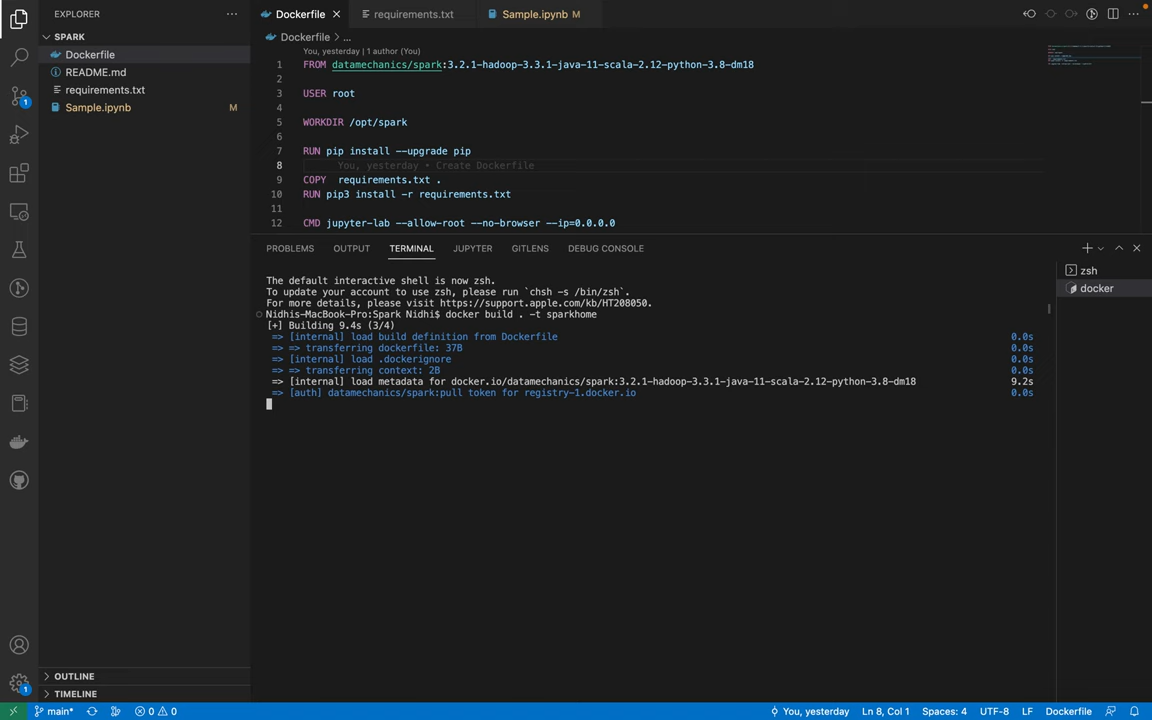 EXPLORER
SPARK
Dockerfile
README.md
requirements.txt
Sample.ipynb M
OUTLINE
TIMELINE
Dockerfile requirements.txt Sample.ipynb M
Dockerfile > ...
You, yesterday | 1 author (You)
1 FROM datamechanics/spark:3.2.1-hadoop-3.3.1-java-11-scala-2.12-python-3.8-dm18
2
3 USER root
4
5 WORKDIR /opt/spark
6
7 RUN pip install --upgrade pip
8 You, yesterday • Create Dockerfile
9 COPY requirements.txt .
10 RUN pip3 install -r requirements.txt
11
12 CMD jupyter-lab --allow-root --no-browser --ip=0.0.0.0
PROBLEMS OUTPUT TERMINAL JUPYTER GITLENS DEBUG CONSOLE
zsh
docker
The default interactive shell is now zsh.
To update your account to use zsh, please run `chsh -s /bin/zsh`.
For more details, please visit https://support.apple.com/kb/HT208050.
Nidhis-MacBook-Pro:Spark Nidhi$ docker build . -t sparkhome
[+] Building 9.4s (3/4)
=> [internal] load build definition from Dockerfile 0.0s
=> => transferring dockerfile: 37B 0.0s
=> [internal] load .dockerignore 0.0s
=> => transferring context: 2B 0.0s
=> [internal] load metadata for docker.io/datamechanics/spark:3.2.1-hadoop-3.3.1-java-11-scala-2.12-python-3.8-dm18 9.2s
=> [auth] datamechanics/spark:pull token for registry-1.docker.io 0.0s
1
1
main* 0 0 You, yesterday Ln 8, Col 1 Spaces: 4 UTF-8 LF Dockerfile